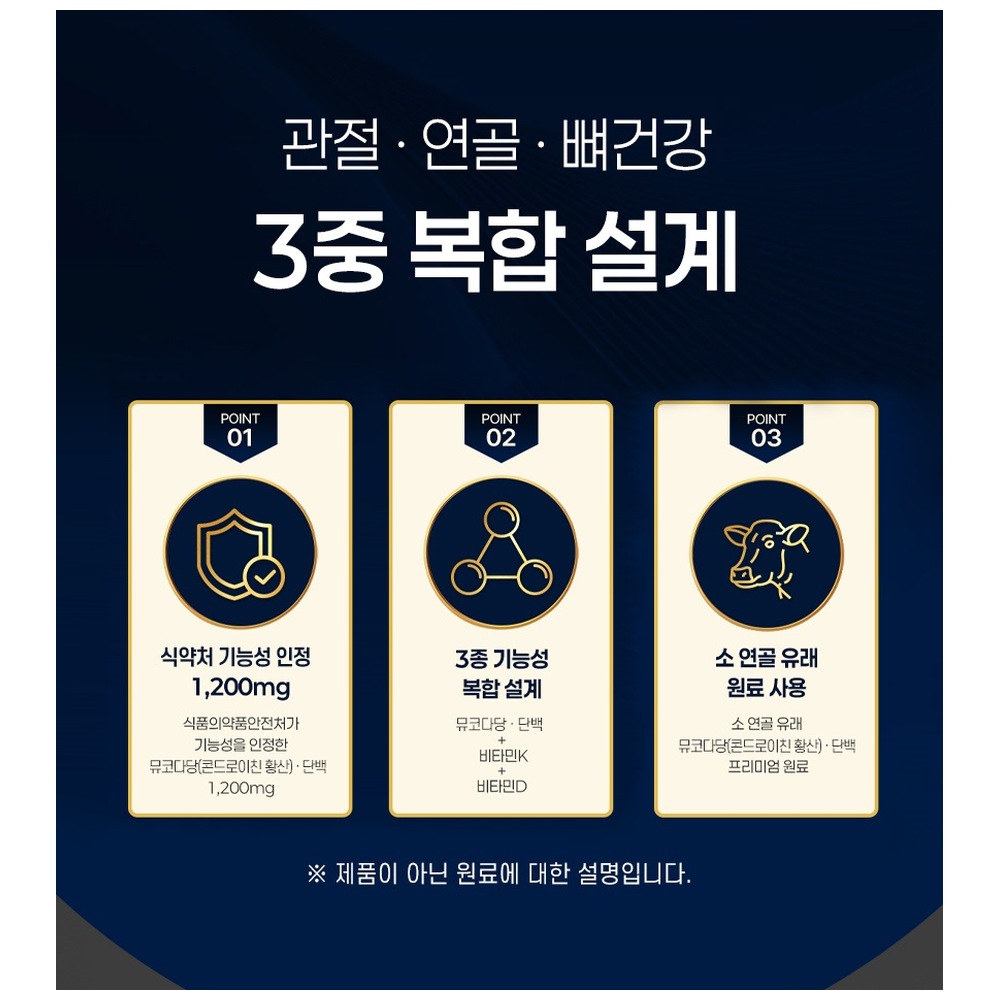 관절 · 연골 · 뼈건강
3중 복합 설계
POINT
01
식약처 기능성 인정
1,200mg
식품의약품안전처가
기능성을 인정한
뮤코다당(콘드로이친 황산) · 단백
1,200mg
POINT
02
3종 기능성
복합 설계
뮤코다당 · 단백
+
비타민K
+
비타민D
POINT
03
소 연골 유래
원료 사용
소 연골 유래
뮤코다당(콘드로이친 황산) · 단백
프리미엄 원료
※ 제품이 아닌 원료에 대한 설명입니다.